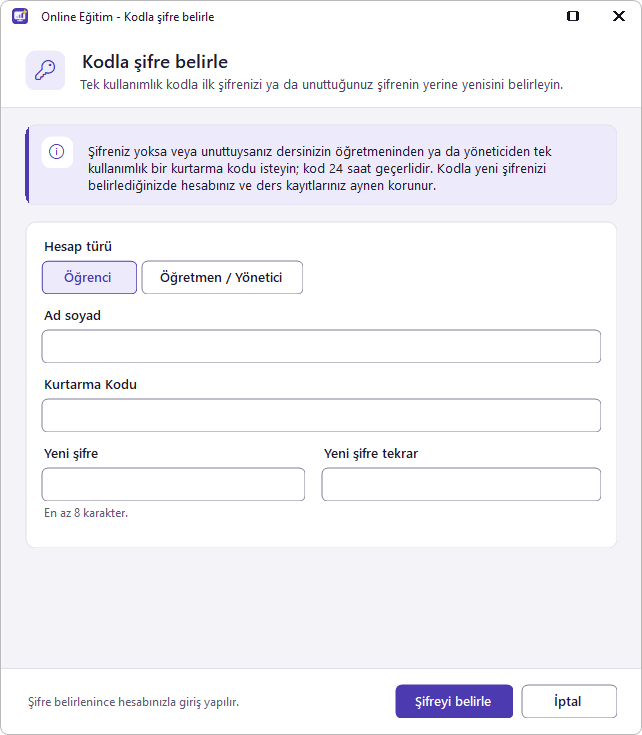 Online Eğitim - Kodla şifre belirle
Kodla şifre belirle
Tek kullanımlık kodla ilk şifrenizi ya da unuttuğunuz şifrenin yerine yenisini belirleyin.
Şifreniz yoksa veya unuttuysanız dersinizin öğretmeninden ya da yöneticiden tek
kullanımlık bir kurtarma kodu isteyin; kod 24 saat geçerlidir. Kodla yeni şifrenizi
belirlediğinizde hesabınız ve ders kayıtlarınız aynen korunur.
Hesap türü
Öğrenci
Öğretmen / Yönetici
Ad soyad
Kurtarma Kodu
Yeni şifre
Yeni şifre tekrar
En az 8 karakter.
Şifre belirlenince hesabınızla giriş yapılır.
Şifreyi belirle
İptal